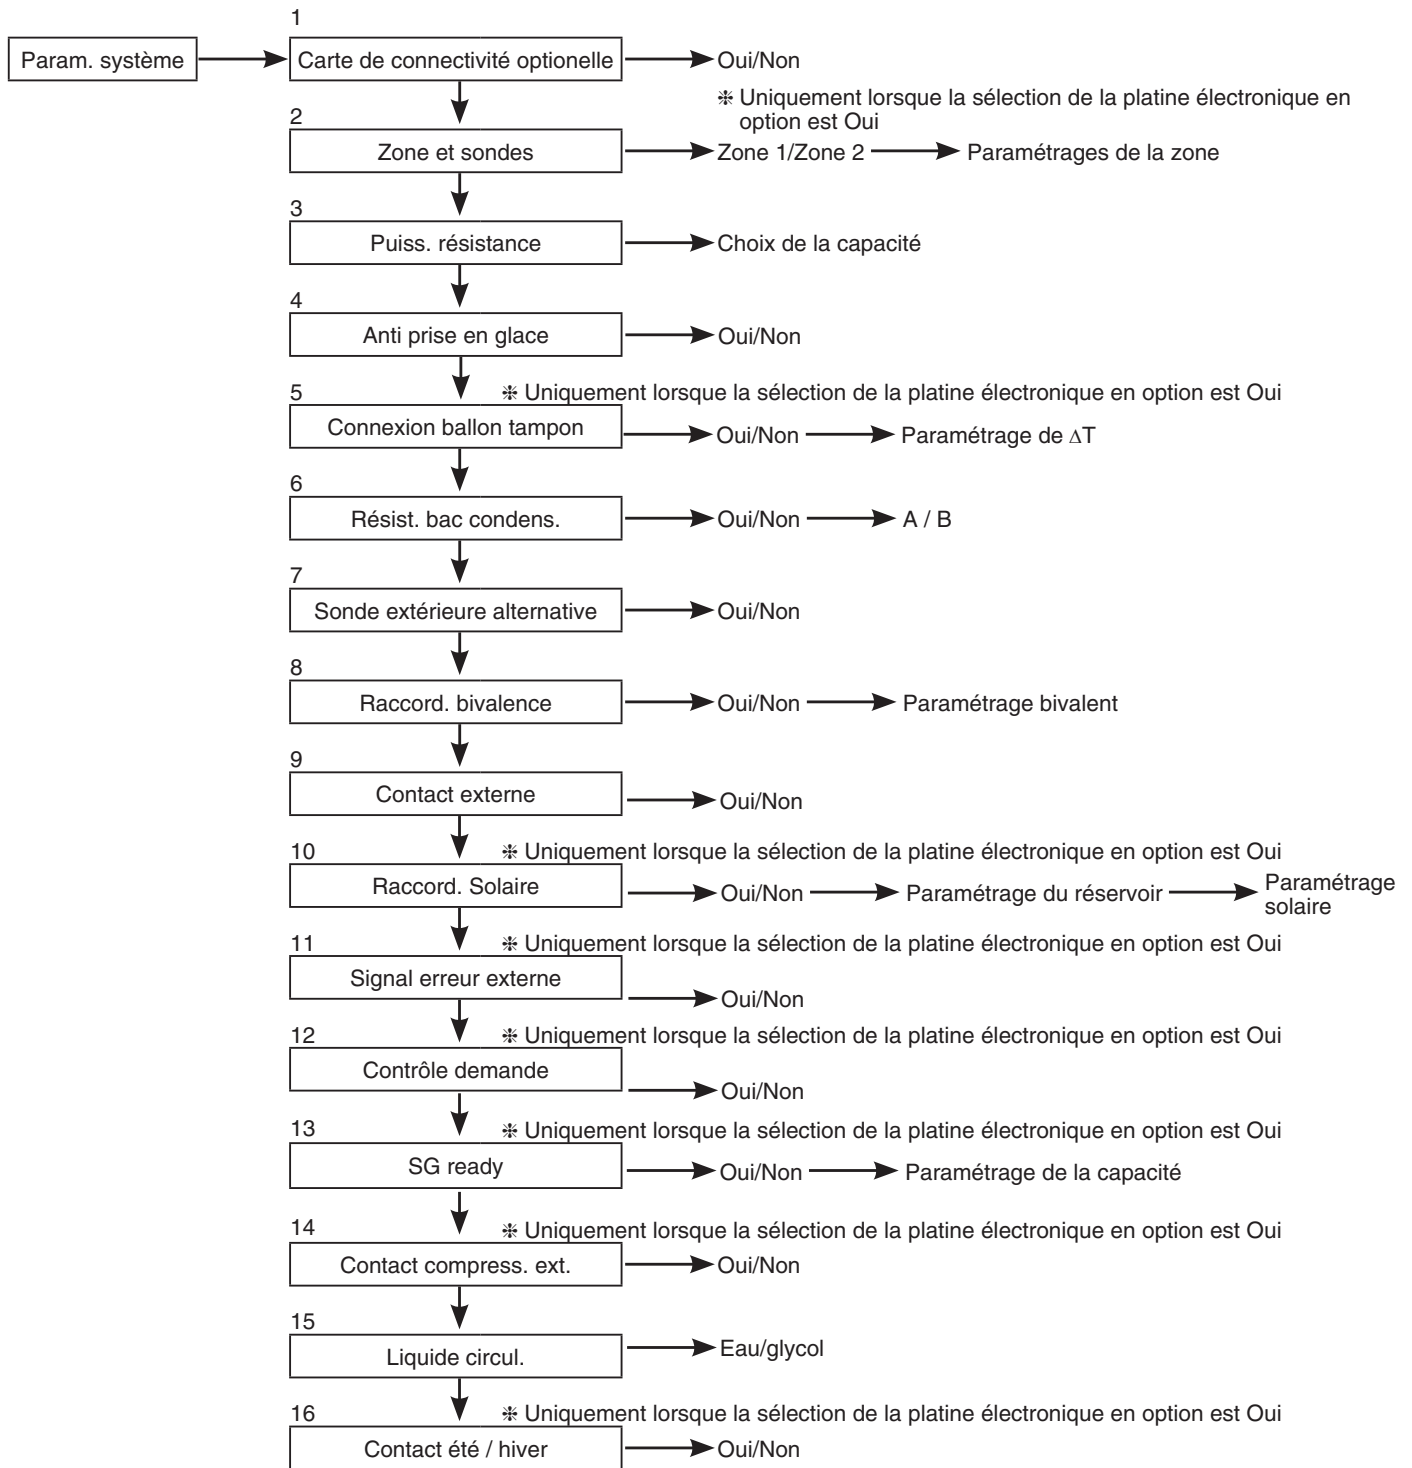 1
Param. système
Carte de connectivité optionelle
Oui/Non
❉ Uniquement lorsque la sélection de la platine électronique en
option est Oui
2
Zone et sondes
Zone 1/Zone 2
Paramétrages de la zone
3
Puiss. résistance
Choix de la capacité
4
Anti prise en glace
Oui/Non
5
❉ Uniquement lorsque la sélection de la platine électronique en option est Oui
Connexion ballon tampon
Oui/Non
Paramétrage de ∆T
6
Résist. bac condens.
Oui/Non
A / B
7
Sonde extérieure alternative
Oui/Non
8
Raccord. bivalence
Oui/Non
Paramétrage bivalent
9
Contact externe
Oui/Non
10
❉ Uniquement lorsque la sélection de la platine électronique en option est Oui
Raccord. Solaire
Oui/Non
Paramétrage du réservoir
Paramétrage
solaire
11
❉ Uniquement lorsque la sélection de la platine électronique en option est Oui
Signal erreur externe
Oui/Non
12
❉ Uniquement lorsque la sélection de la platine électronique en option est Oui
Contrôle demande
Oui/Non
13
❉ Uniquement lorsque la sélection de la platine électronique en option est Oui
SG ready
Oui/Non
Paramétrage de la capacité
14
❉ Uniquement lorsque la sélection de la platine électronique en option est Oui
Contact compress. ext.
Oui/Non
15
Liquide circul.
Eau/glycol
16
❉ Uniquement lorsque la sélection de la platine électronique en option est Oui
Contact été / hiver
Oui/Non